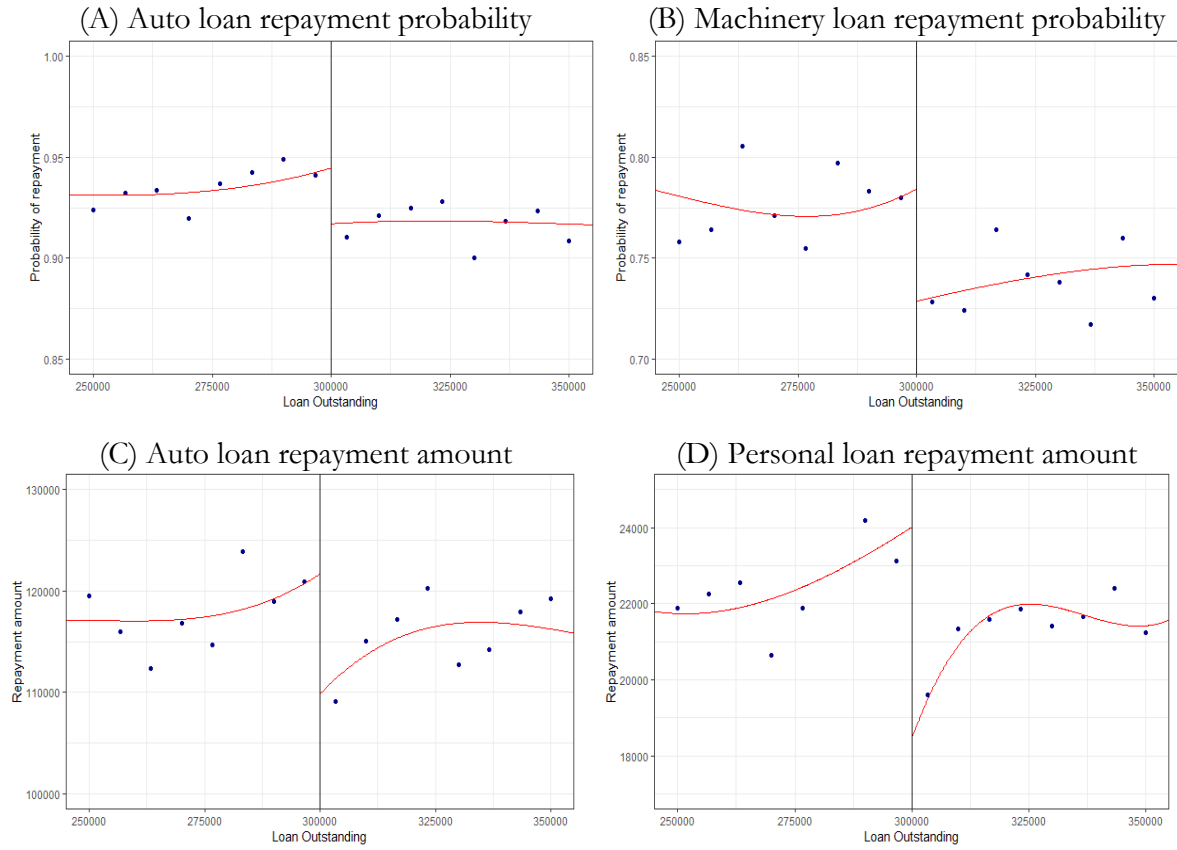 (A) Auto loan repayment probability
1.00
0.95
0.90
0.85
Probability of repayment
250000 275000 300000 325000 350000
Loan Outstanding
(B) Machinery loan repayment probability
0.85
0.80
0.75
0.70
Probability of repayment
250000 275000 300000 325000 350000
Loan Outstanding
(C) Auto loan repayment amount
130000
120000
110000
100000
Repayment amount
250000 275000 300000 325000 350000
Loan Outstanding
(D) Personal loan repayment amount
24000
22000
20000
18000
Repayment amount
250000 275000 300000 325000 350000
Loan Outstanding